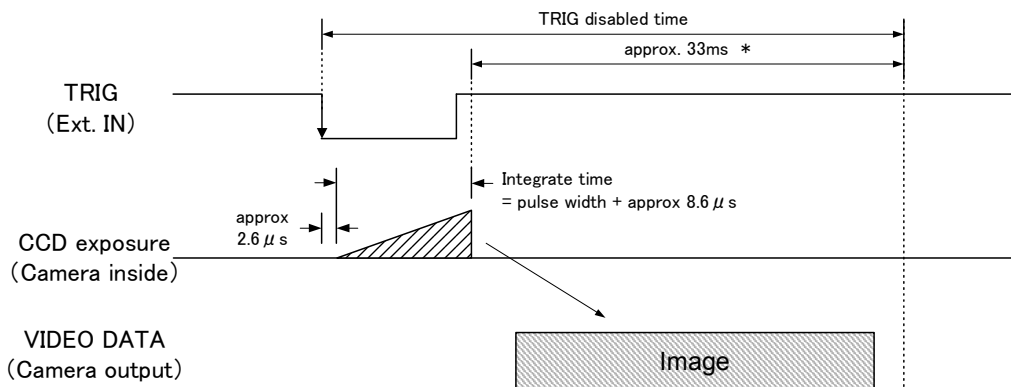 TRIG disabled time
approx. 33ms *
TRIG
(Ext. IN)
Integrate time
= pulse width + approx 8.6 μ s
approx
2.6 μ s
CCD exposure
(Camera inside)
VIDEO DATA
(Camera output)
Image